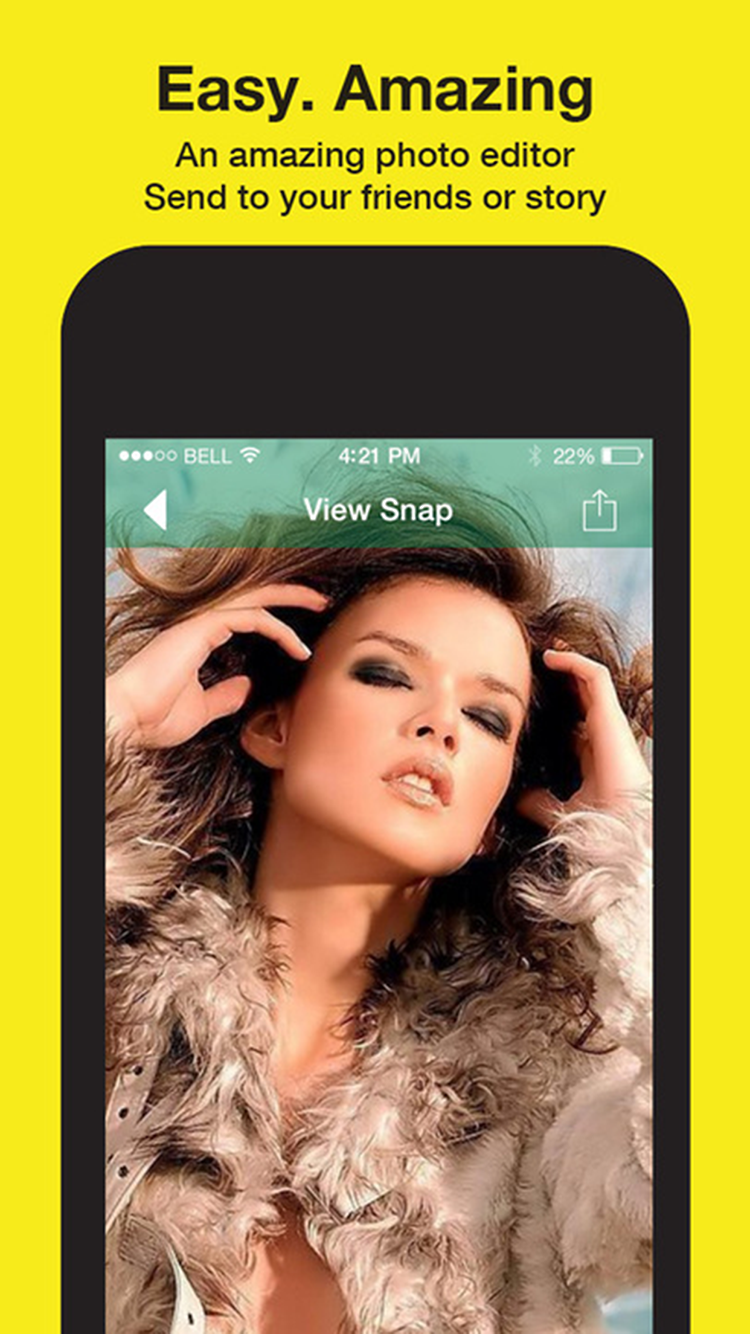 Easy. Amazing
An amazing photo editor
Send to your friends or story
BELL 4:21 PM 22%
View Snap